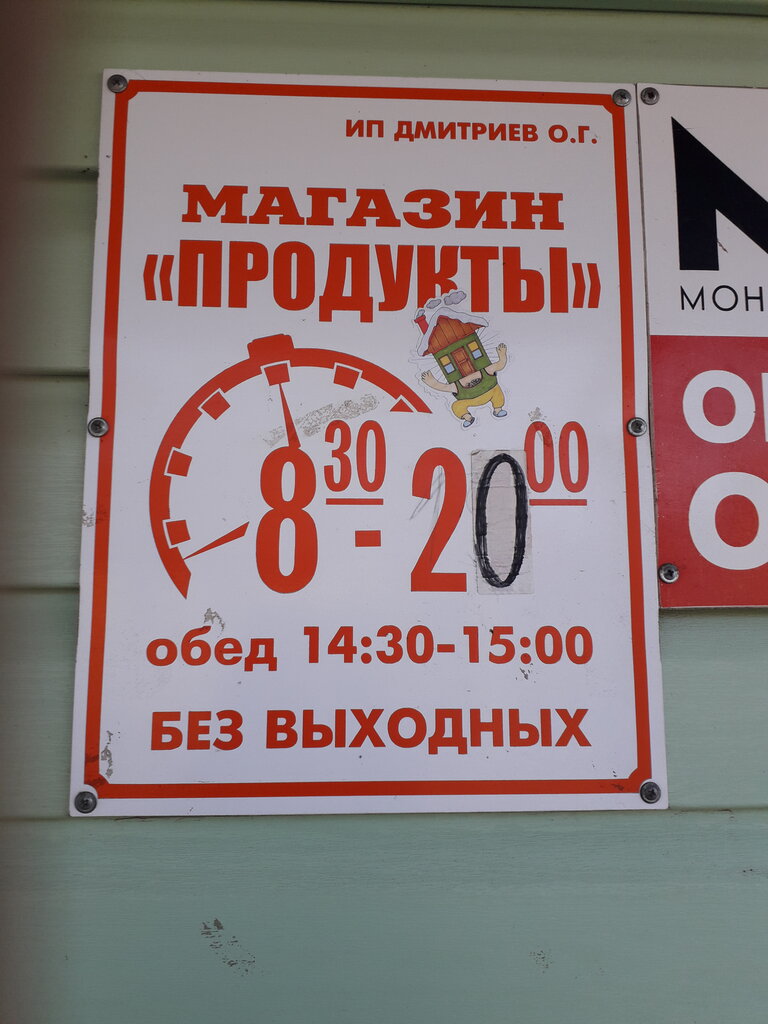 ИП ДМИТРИЕВ О.Г.
МАГАЗИН
«ПРОДУКТЫ»
8 30 - 20 00
обед 14:30-15:00
БЕЗ ВЫХОДНЫХ
МОН